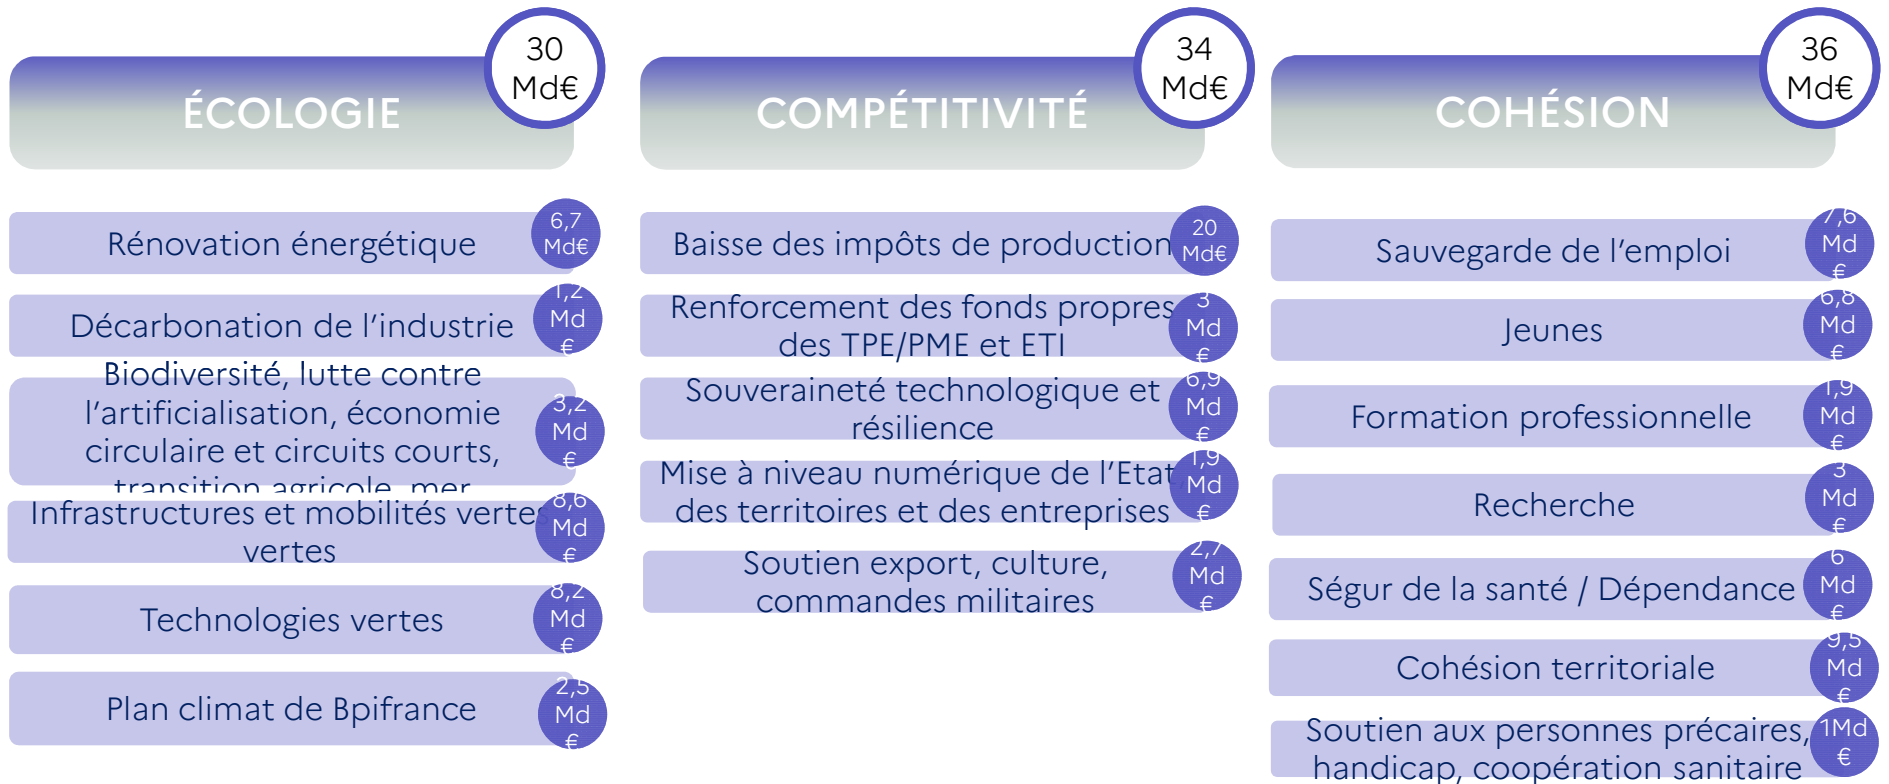 30
Md€
ÉCOLOGIE
Rénovation énergétique
6,7
Md€
Décarbonation de l’industrie
1,2
Md
€
Biodiversité, lutte contre
l’artificialisation, économie
circulaire et circuits courts,
transition agricole, mer
3,2
Md
€
Infrastructures et mobilités vertes
vertes
8,6
Md
€
Technologies vertes
8,2
Md
€
Plan climat de Bpifrance
2,5
Md
€
34
Md€
COMPÉTITIVITÉ
Baisse des impôts de production
20
Md€
Renforcement des fonds propres
des TPE/PME et ETI
3
Md
€
Souveraineté technologique et
résilience
6,9
Md
€
Mise à niveau numérique de l’Etat,
des territoires et des entreprises
1,9
Md
€
Soutien export, culture,
commandes militaires
2,7
Md
€
36
Md€
COHÉSION
Sauvegarde de l’emploi
7,6
Md
€
Jeunes
6,8
Md
€
Formation professionnelle
1,9
Md
€
Recherche
3
Md
€
Ségur de la santé / Dépendance
6
Md
€
Cohésion territoriale
9,5
Md
€
Soutien aux personnes précaires,
handicap, coopération sanitaire
1Md
€